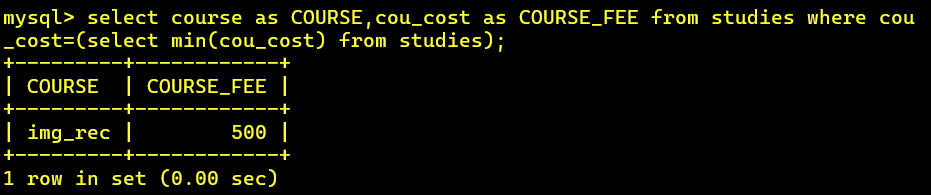 mysql> select course as COURSE,cou_cost as COURSE_FEE from studies where cou
_cost=(select min(cou_cost) from studies);
+---------+------------+
| COURSE  | COURSE_FEE |
+---------+------------+
| img_rec |        500 |
+---------+------------+
1 row in set (0.00 sec)